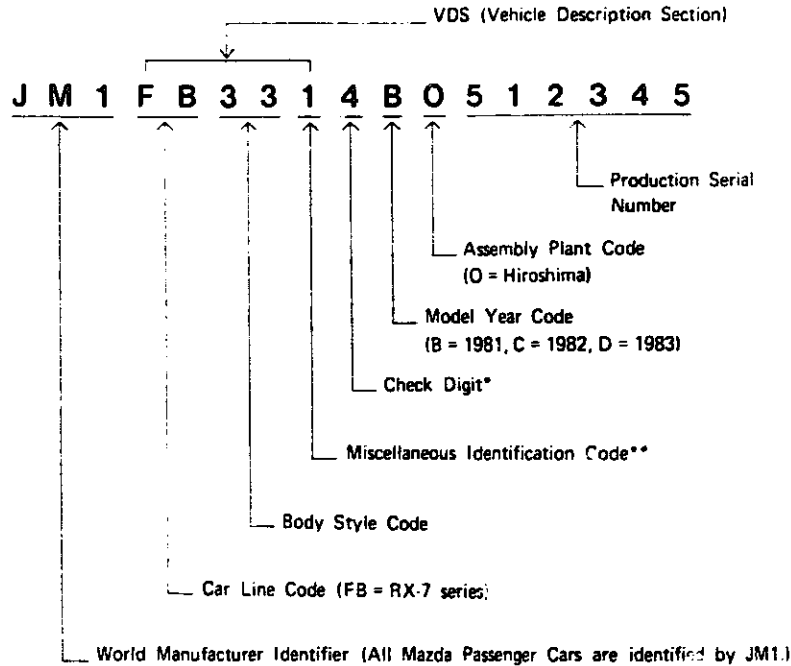 VDS (Vehicle Description Section)
J M 1 F B 3 3 1 4 B 0 5 1 2 3 4 5
Production Serial
Number
Assembly Plant Code
(0 = Hiroshima)
Model Year Code
(B = 1981, C = 1982, D = 1983)
Check Digit*
Miscellaneous Identification Code**
Body Style Code
Car Line Code (FB = RX-7 series)
World Manufacturer Identifier (All Mazda Passenger Cars are identified by JM1.)